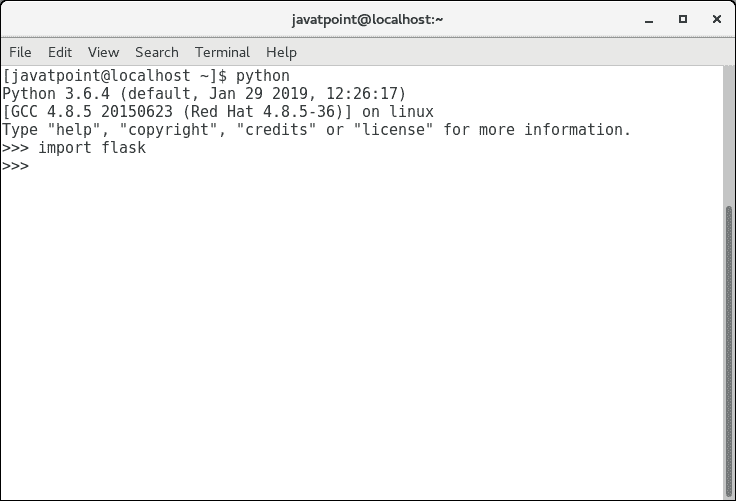 javatpoint@localhost:~
File Edit View Search Terminal Help
[javatpoint@localhost ~]$ python
Python 3.6.4 (default, Jan 29 2019, 12:26:17)
[GCC 4.8.5 20150623 (Red Hat 4.8.5-36)] on linux
Type "help", "copyright", "credits" or "license" for more information.
>>> import flask
>>>